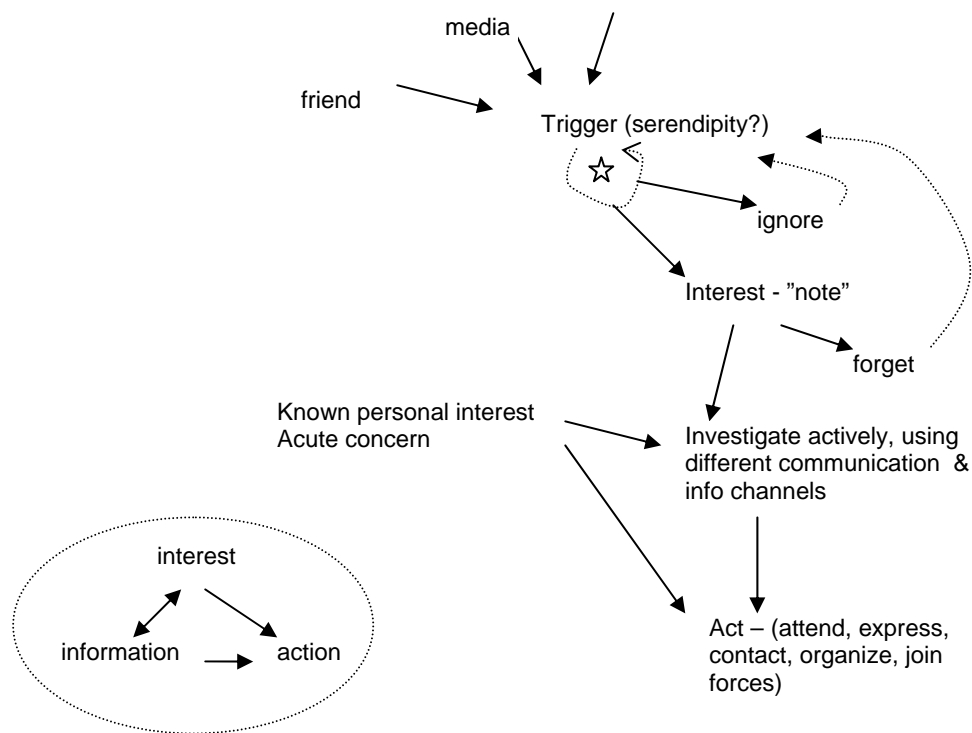 media
friend
Trigger (serendipity?)
ignore
Interest - ”note”
forget
Known personal interest
Acute concern
Investigate actively, using
different communication &
info channels
interest
information
action
Act – (attend, express,
contact, organize, join
forces)